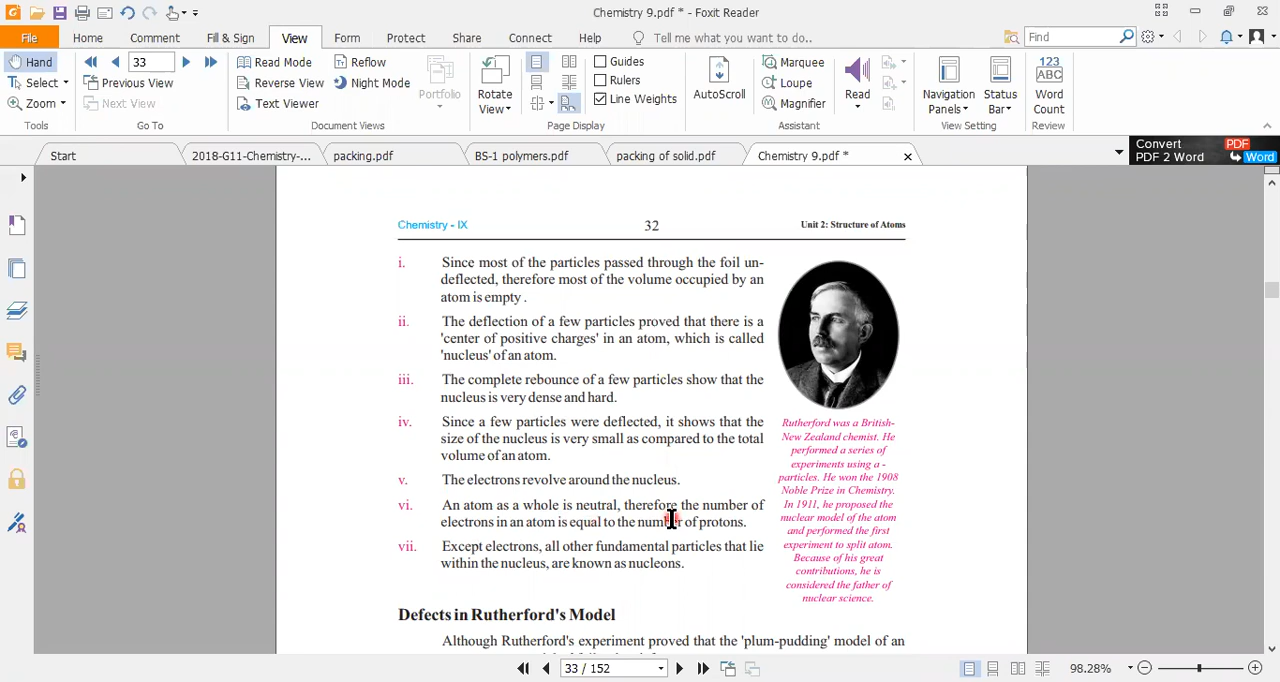 Chemistry 9.pdf * - Foxit Reader
File Home Comment Fill & Sign View Form Protect Share Connect Help Tell me what you want to do.. Find
Hand 33 Read Mode Reflow Guides Marquee
Select Previous View Reverse View Night Mode Rulers Loupe
Zoom Next View Text Viewer Portfolio Rotate View Line Weights AutoScroll Magnifier Read Navigation Panels Status Bar 123 ABC Word Count
Tools Go To Document Views Page Display Assistant View Setting Review
Start 2018-G11-Chemistry-... packing.pdf BS-1 polymers.pdf packing of solid.pdf Chemistry 9.pdf * Convert PDF
PDF 2 Word Word
Chemistry - IX 32 Unit 2: Structure of Atoms
i. Since most of the particles passed through the foil un-
deflected, therefore most of the volume occupied by an
atom is empty .
ii. The deflection of a few particles proved that there is a
'center of positive charges' in an atom, which is called
'nucleus' of an atom.
iii. The complete rebounce of a few particles show that the
nucleus is very dense and hard.
iv. Since a few particles were deflected, it shows that the
size of the nucleus is very small as compared to the total
volume of an atom.
v. The electrons revolve around the nucleus.
vi. An atom as a whole is neutral, therefore the number of
electrons in an atom is equal to the number of protons.
vii. Except electrons, all other fundamental particles that lie
within the nucleus, are known as nucleons.
Rutherford was a British-
New Zealand chemist. He
performed a series of
experiments using a -
particles. He won the 1908
Noble Prize in Chemistry.
In 1911, he proposed the
nuclear model of the atom
and performed the first
experiment to split atom.
Because of his great
contributions, he is
considered the father of
nuclear science.
Defects in Rutherford's Model
Although Rutherford's experiment proved that the 'plum-pudding' model of an
33 / 152 98.28%